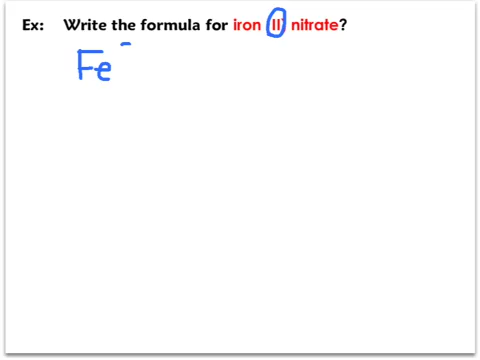 Ex: Write the formula for iron (II) nitrate?
Fe